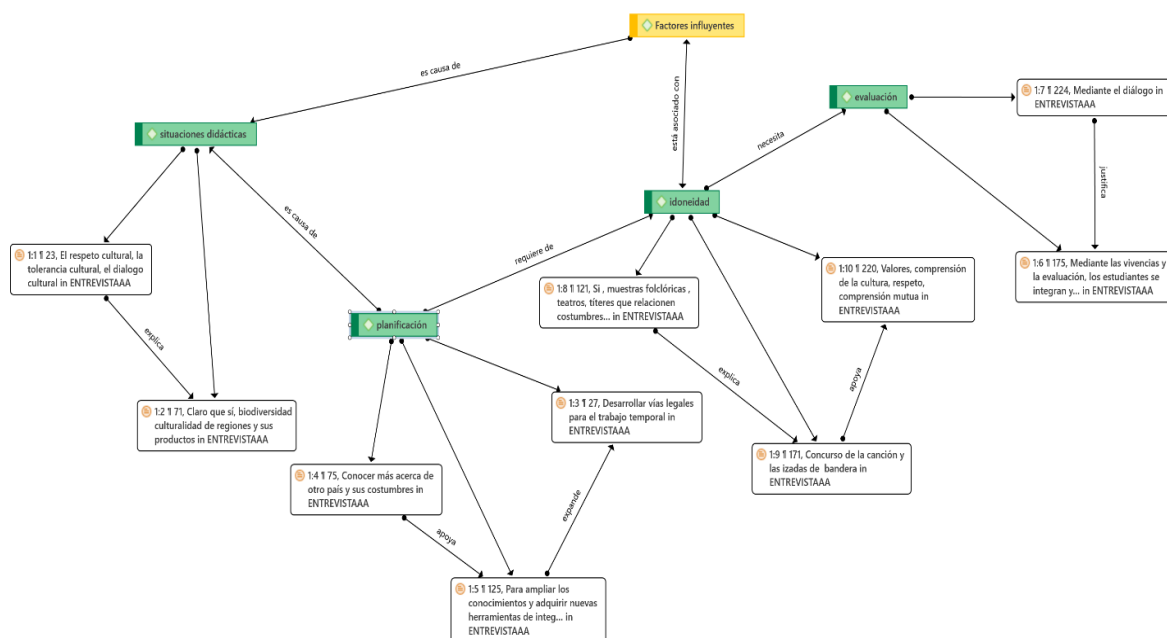 Factores influyentes
es causa de
está asociado con
evaluación
1:7 ¶ 224, Mediante el diálogo in
ENTREVISTAAA
situaciones didácticas
necesita
justifica
idoneidad
es causa de
requiere de
1:1 ¶ 23, El respeto cultural, la
tolerancia cultural, el dialogo
cultural in ENTREVISTAAA
1:8 ¶ 121, Si , muestras folclóricas ,
teatros, títeres que relacionen
costumbres... in ENTREVISTAAA
1:10 ¶ 220, Valores, comprensión
de la cultura, respeto,
comprensión mutua in
ENTREVISTAAA
1:6 ¶ 175, Mediante las vivencias y
la evaluación, los estudiantes se
integran y... in ENTREVISTAAA
planificación
explica
explica
apoya
1:2 ¶ 71, Claro que sí, biodiversidad
culturalidad de regiones y sus
productos in ENTREVISTAAA
1:3 ¶ 27, Desarrollar vías legales
para el trabajo temporal in
ENTREVISTAAA
1:9 ¶ 171, Concurso de la canción y
las izadas de bandera in
ENTREVISTAAA
1:4 ¶ 75, Conocer más acerca de
otro país y sus costumbres in
ENTREVISTAAA
expande
apoya
1:5 ¶ 125, Para ampliar los
conocimientos y adquirir nuevas
herramientas de integ... in
ENTREVISTAAA